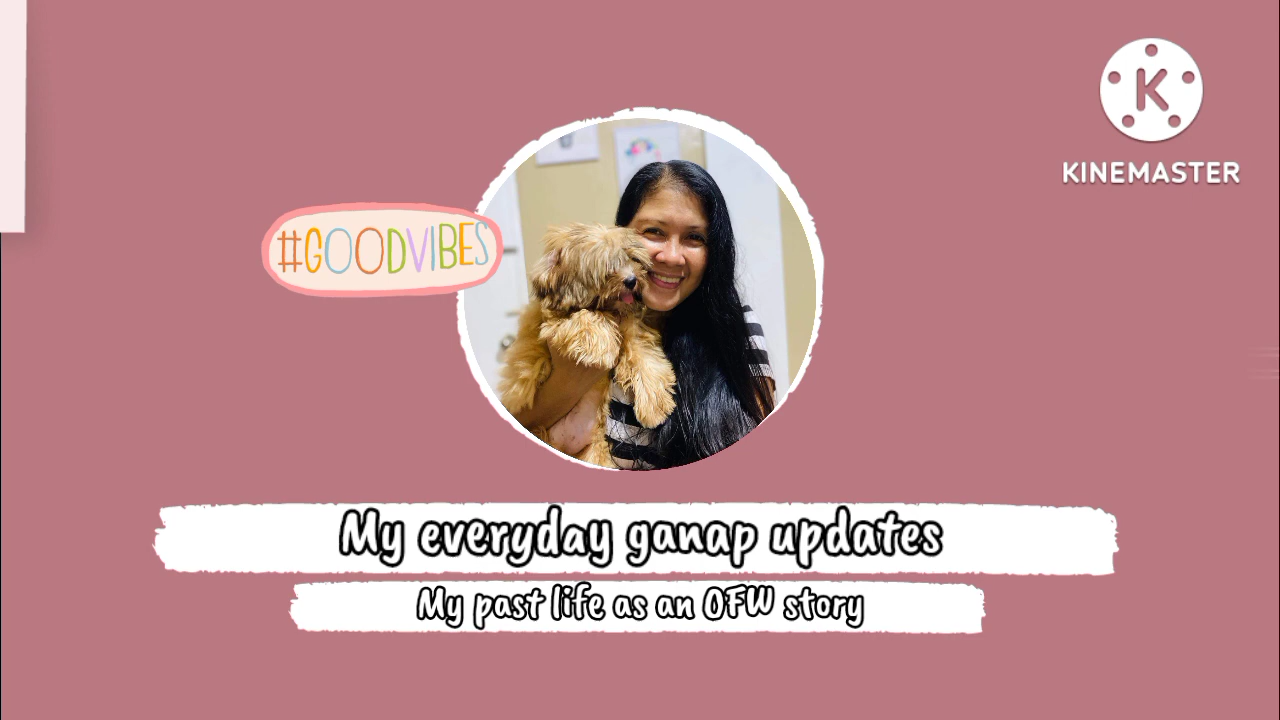 K
KINEMASTER
#GOODVIBES
My everyday ganap updates
My past life as an OFW story